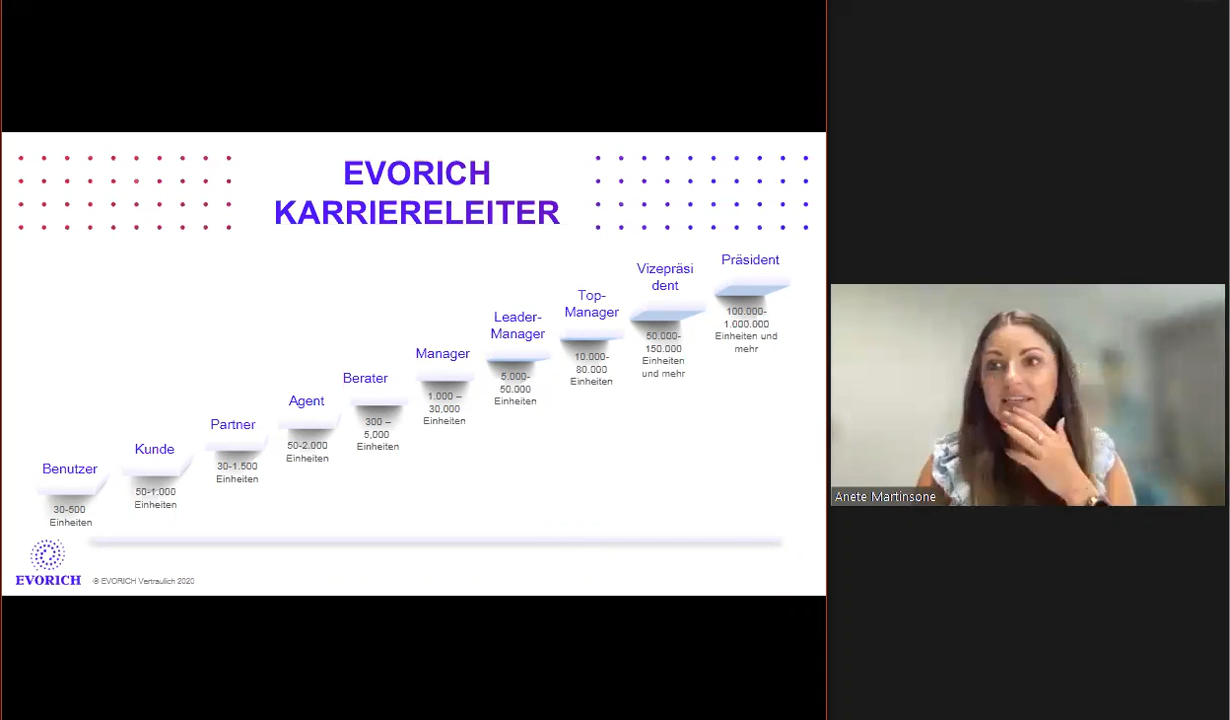 EVORICH
KARRIERELEITER
Benutzer
30-500
Einheiten
Kunde
50-1.000
Einheiten
Partner
30-1.500
Einheiten
Agent
50-2.000
Einheiten
Berater
300 –
5,000
Einheiten
Manager
1.000 –
30,000
Einheiten
Leader-
Manager
5.000-
50.000
Einheiten
Top-
Manager
10.000-
80.000
Einheiten
Vizepräsi
dent
50.000-
150.000
Einheiten
und mehr
Präsident
100.000-
1.000.000
Einheiten und
mehr
EVORICH
® EVORICH Vertraulich 2020
Anete Martinsone